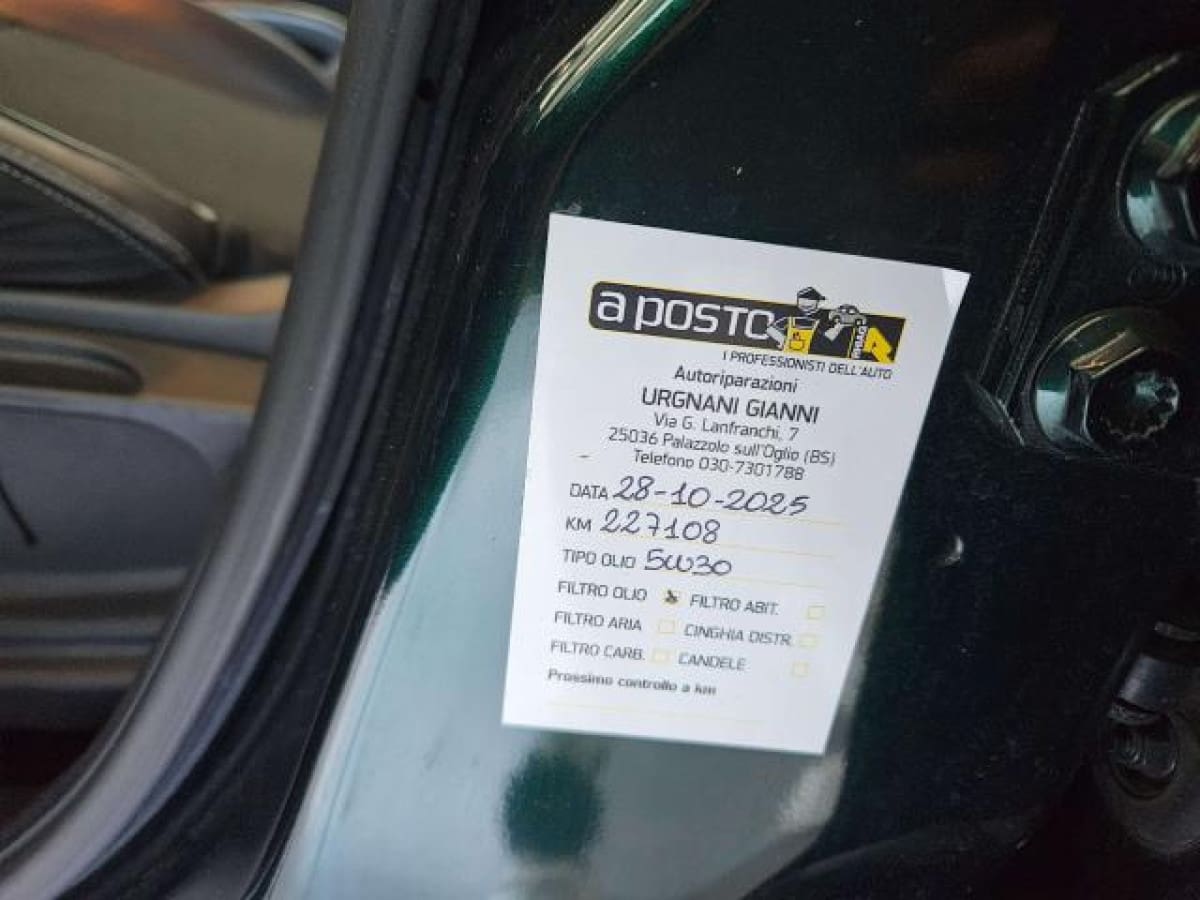 a POSTO
RHIAG
I PROFESSIONISTI DELL'AUTO
Autoriparazioni
URGNANI GIANNI
Via G. Lanfranchi, 7
25036 Palazzolo sull'Oglio (BS)
Telefono 030-7301788
DATA 28-10-2025
KM 227108
TIPO OLIO 5W30
FILTRO OLIO FILTRO ABIT.
FILTRO ARIA CINGHIA DISTR.
FILTRO CARB. CANDELE
Prossimo controllo a km